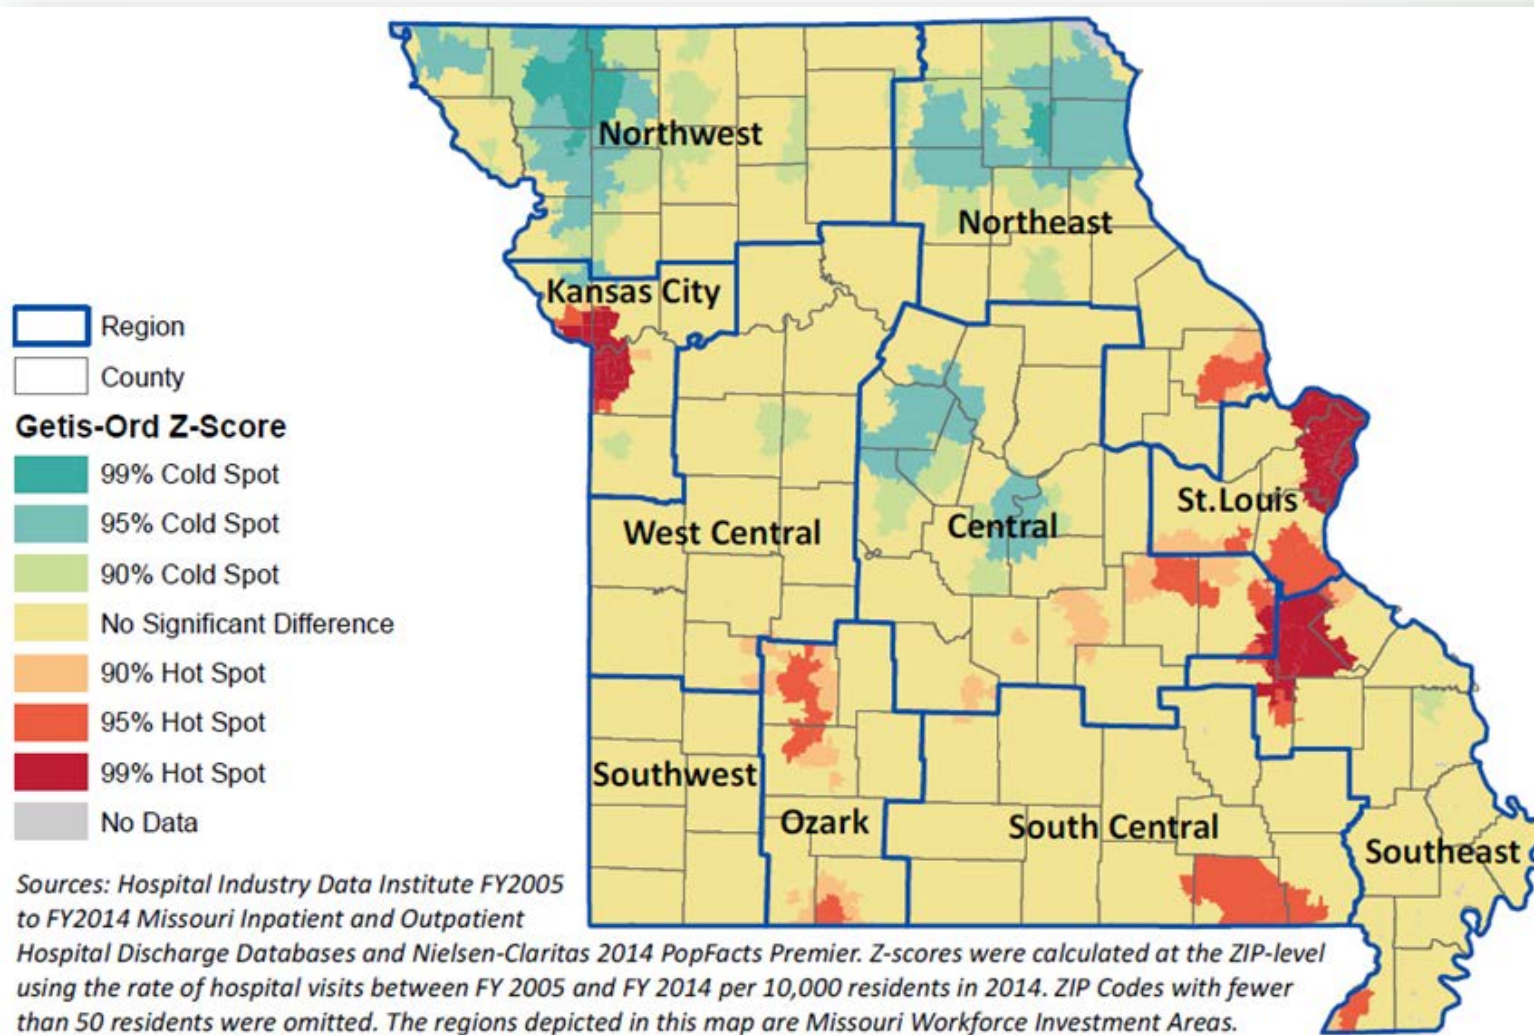 Northwest
Northeast
Kansas City
Region
County
Getis-Ord Z-Score
99% Cold Spot
95% Cold Spot
90% Cold Spot
No Significant Difference
90% Hot Spot
95% Hot Spot
99% Hot Spot
No Data
St.Louis
West Central
Central
Southwest
Ozark
South Central
Southeast
Sources: Hospital Industry Data Institute FY2005
to FY2014 Missouri Inpatient and Outpatient
Hospital Discharge Databases and Nielsen-Claritas 2014 PopFacts Premier. Z-scores were calculated at the ZIP-level
using the rate of hospital visits between FY 2005 and FY 2014 per 10,000 residents in 2014. ZIP Codes with fewer
than 50 residents were omitted. The regions depicted in this map are Missouri Workforce Investment Areas.